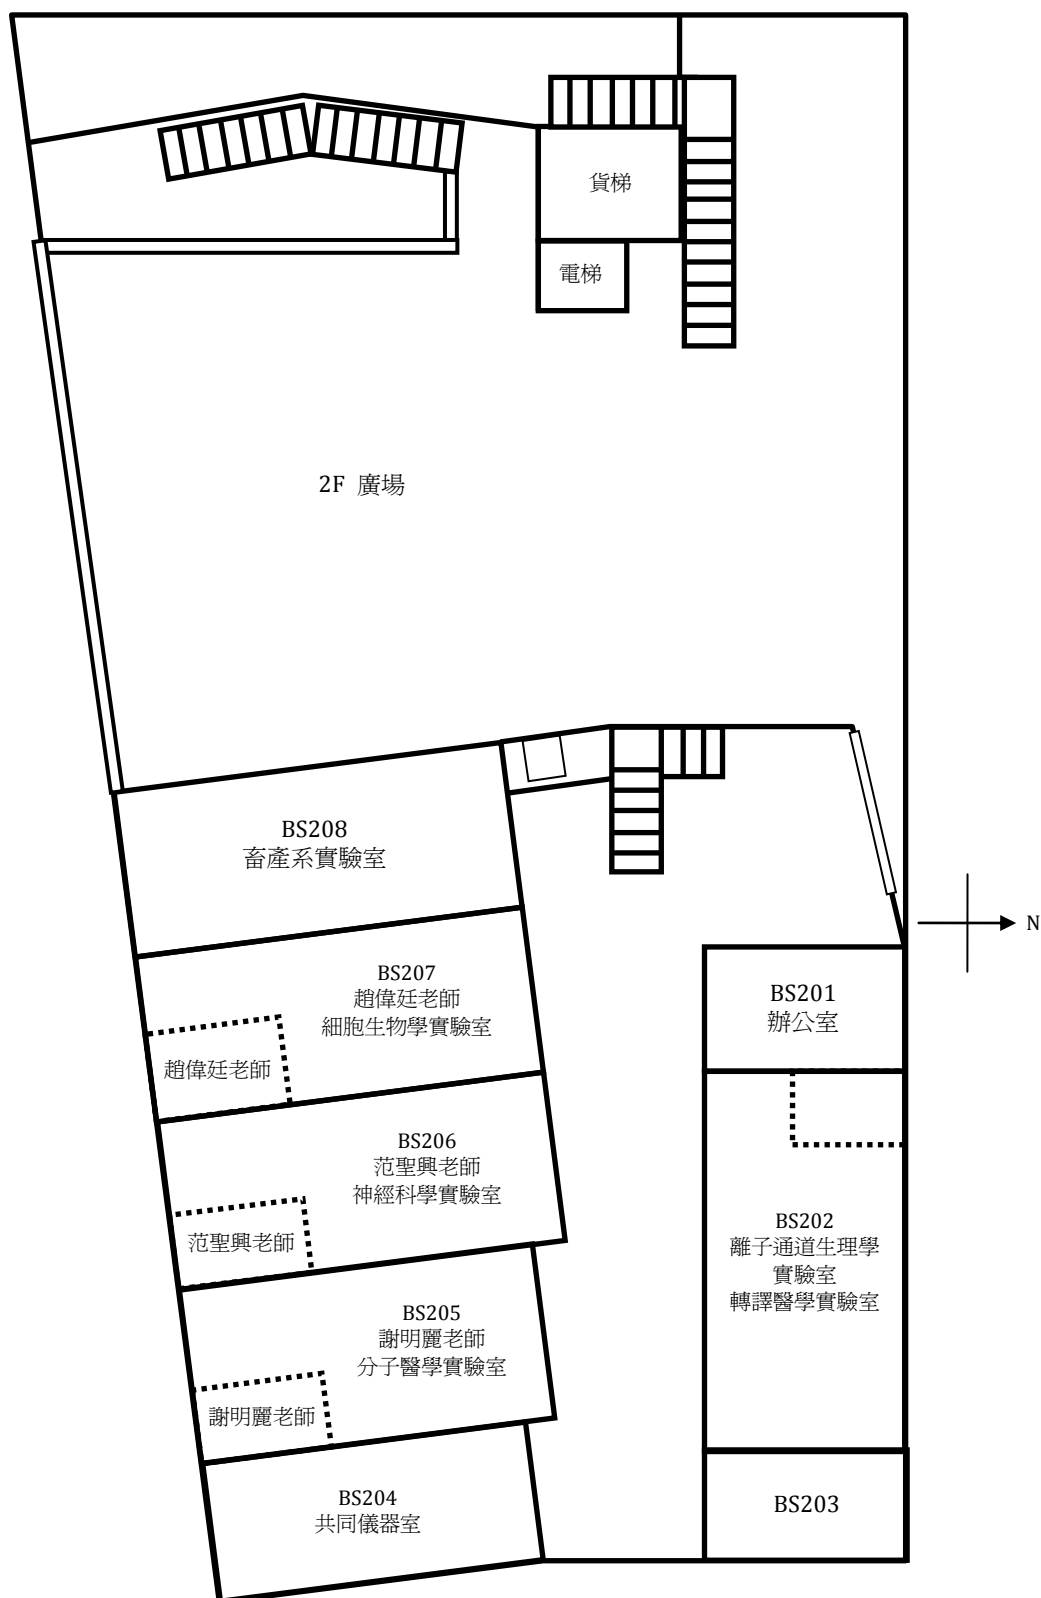 貨梯
電梯
2F 廣場
BS208
畜產系實驗室
N
BS207
趙偉廷老師
細胞生物學實驗室
趙偉廷老師
BS201
辦公室
BS206
范聖興老師
神經科學實驗室
范聖興老師
BS202
離子通道生理學
實驗室
轉譯醫學實驗室
BS205
謝明麗老師
分子醫學實驗室
謝明麗老師
BS204
共同儀器室
BS203